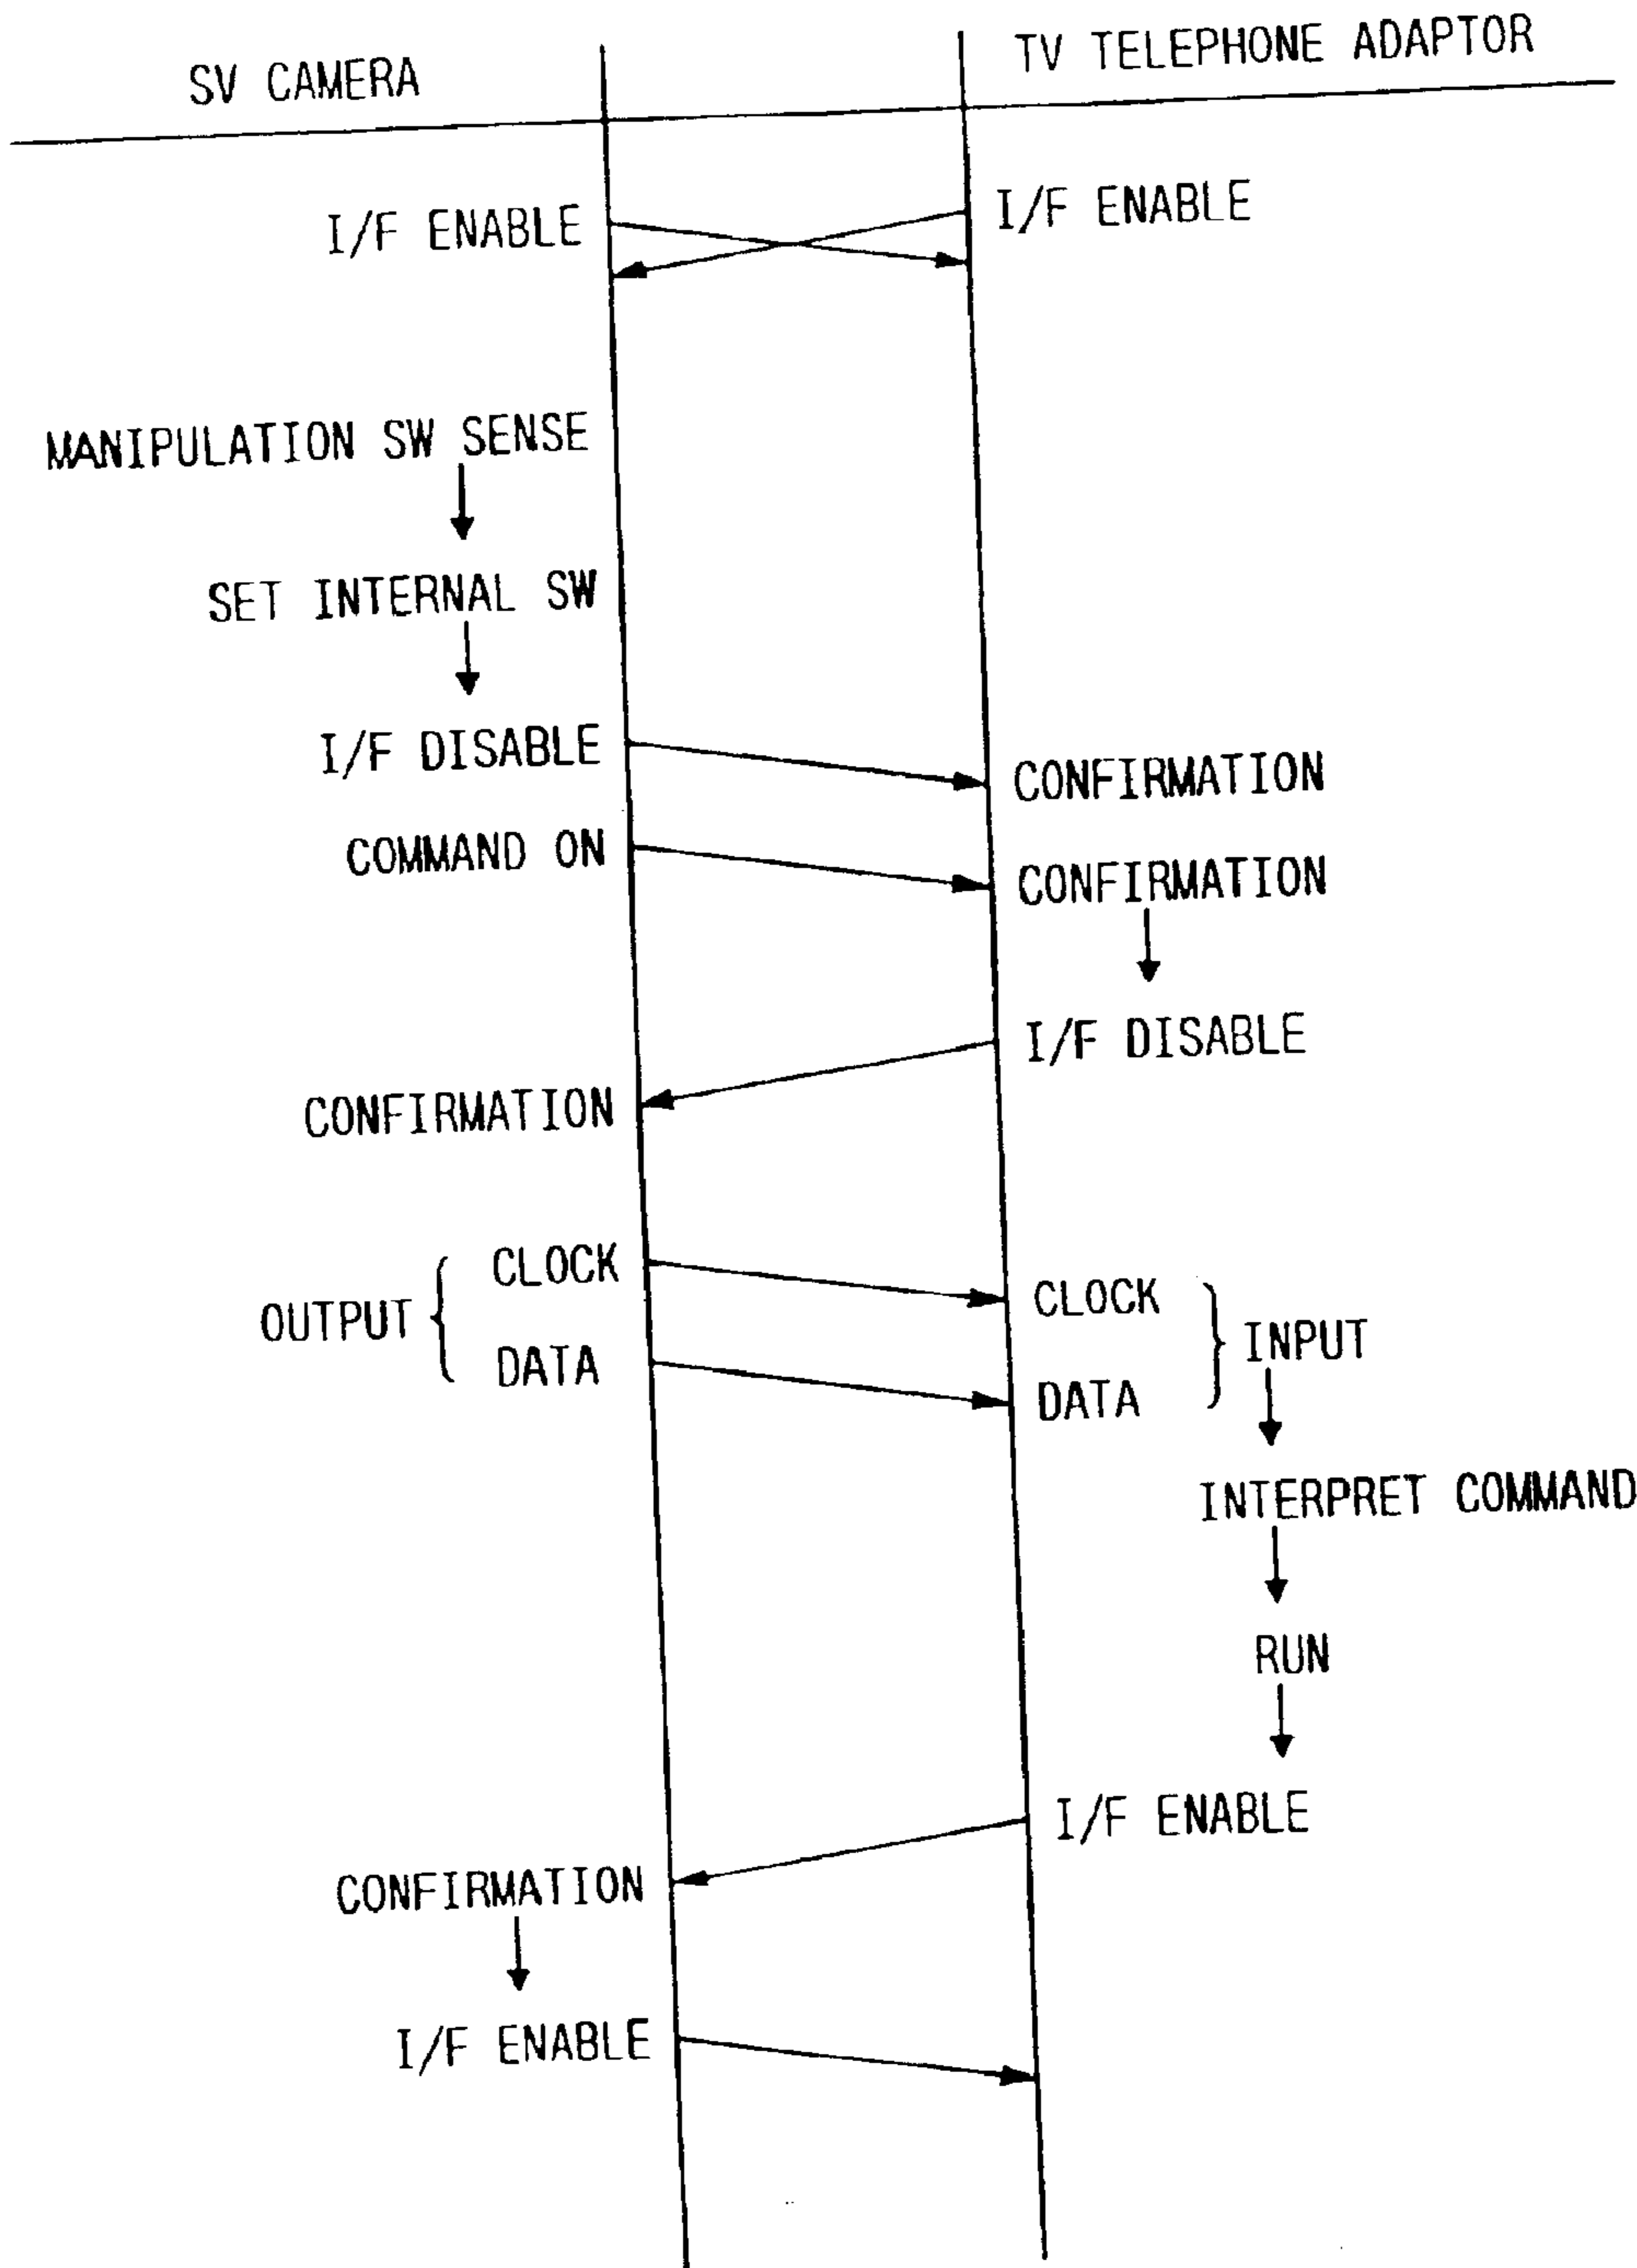 SV CAMERA
TV TELEPHONE ADAPTOR
I/F ENABLE
I/F ENABLE
MANIPULATION SW SENSE
SET INTERNAL SW
I/F DISABLE
CONFIRMATION
COMMAND ON
CONFIRMATION
I/F DISABLE
CONFIRMATION
OUTPUT
CLOCK
DATA
CLOCK
DATA
INPUT
INTERPRET COMMAND
RUN
I/F ENABLE
CONFIRMATION
I/F ENABLE